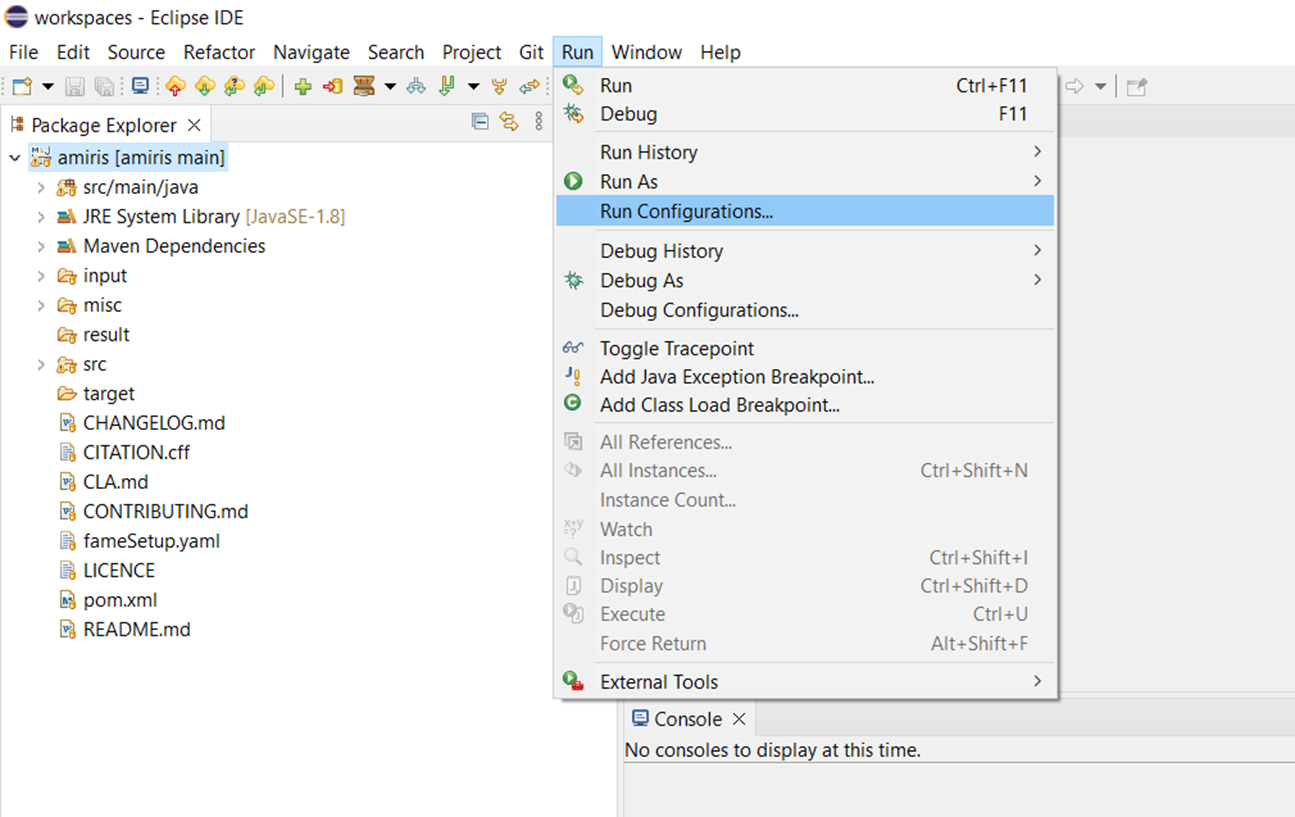 workspaces - Eclipse IDE
File Edit Source Refactor Navigate Search Project Git Run Window Help
Package Explorer
amiris [amiris main]
src/main/java
JRE System Library [JavaSE-1.8]
Maven Dependencies
input
misc
result
src
target
CHANGELOG.md
CITATION.cff
CLA.md
CONTRIBUTING.md
fameSetup.yaml
LICENCE
pom.xml
README.md
Run Ctrl+F11
Debug F11
Run History
Run As
Run Configurations...
Debug History
Debug As
Debug Configurations...
Toggle Tracepoint
Add Java Exception Breakpoint...
Add Class Load Breakpoint...
All References...
All Instances... Ctrl+Shift+N
Instance Count...
Watch
Inspect Ctrl+Shift+I
Display Ctrl+Shift+D
Execute Ctrl+U
Force Return Alt+Shift+F
External Tools
Console
No consoles to display at this time.